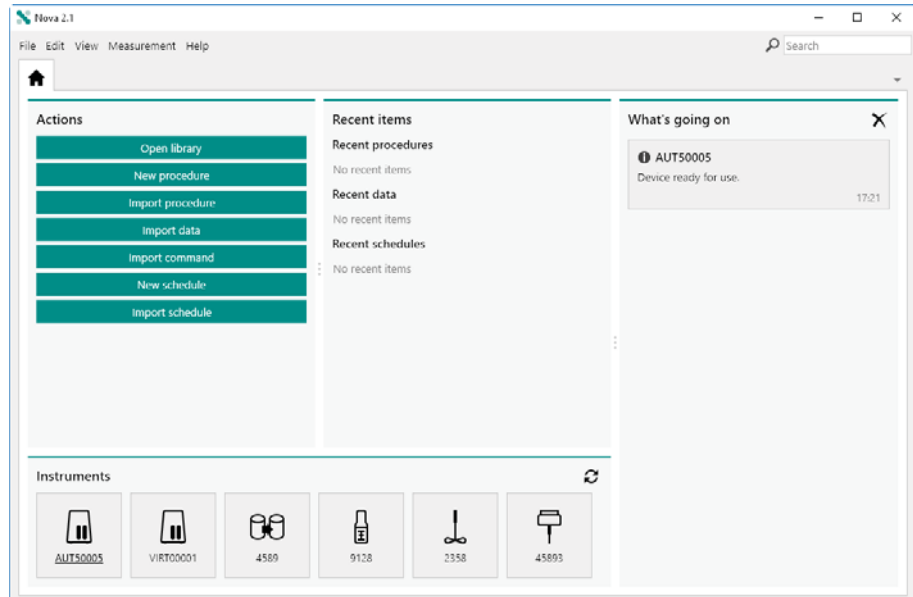 Nova 2.1
File Edit View Measurement Help
Search
Actions
Open library
New procedure
Import procedure
Import data
Import command
New schedule
Import schedule
Recent items
Recent procedures
No recent items
Recent data
No recent items
Recent schedules
No recent items
What's going on
AUT50005
Device ready for use.
17:21
Instruments
AUT50005
VIRT00001
4589
9128
2358
45893